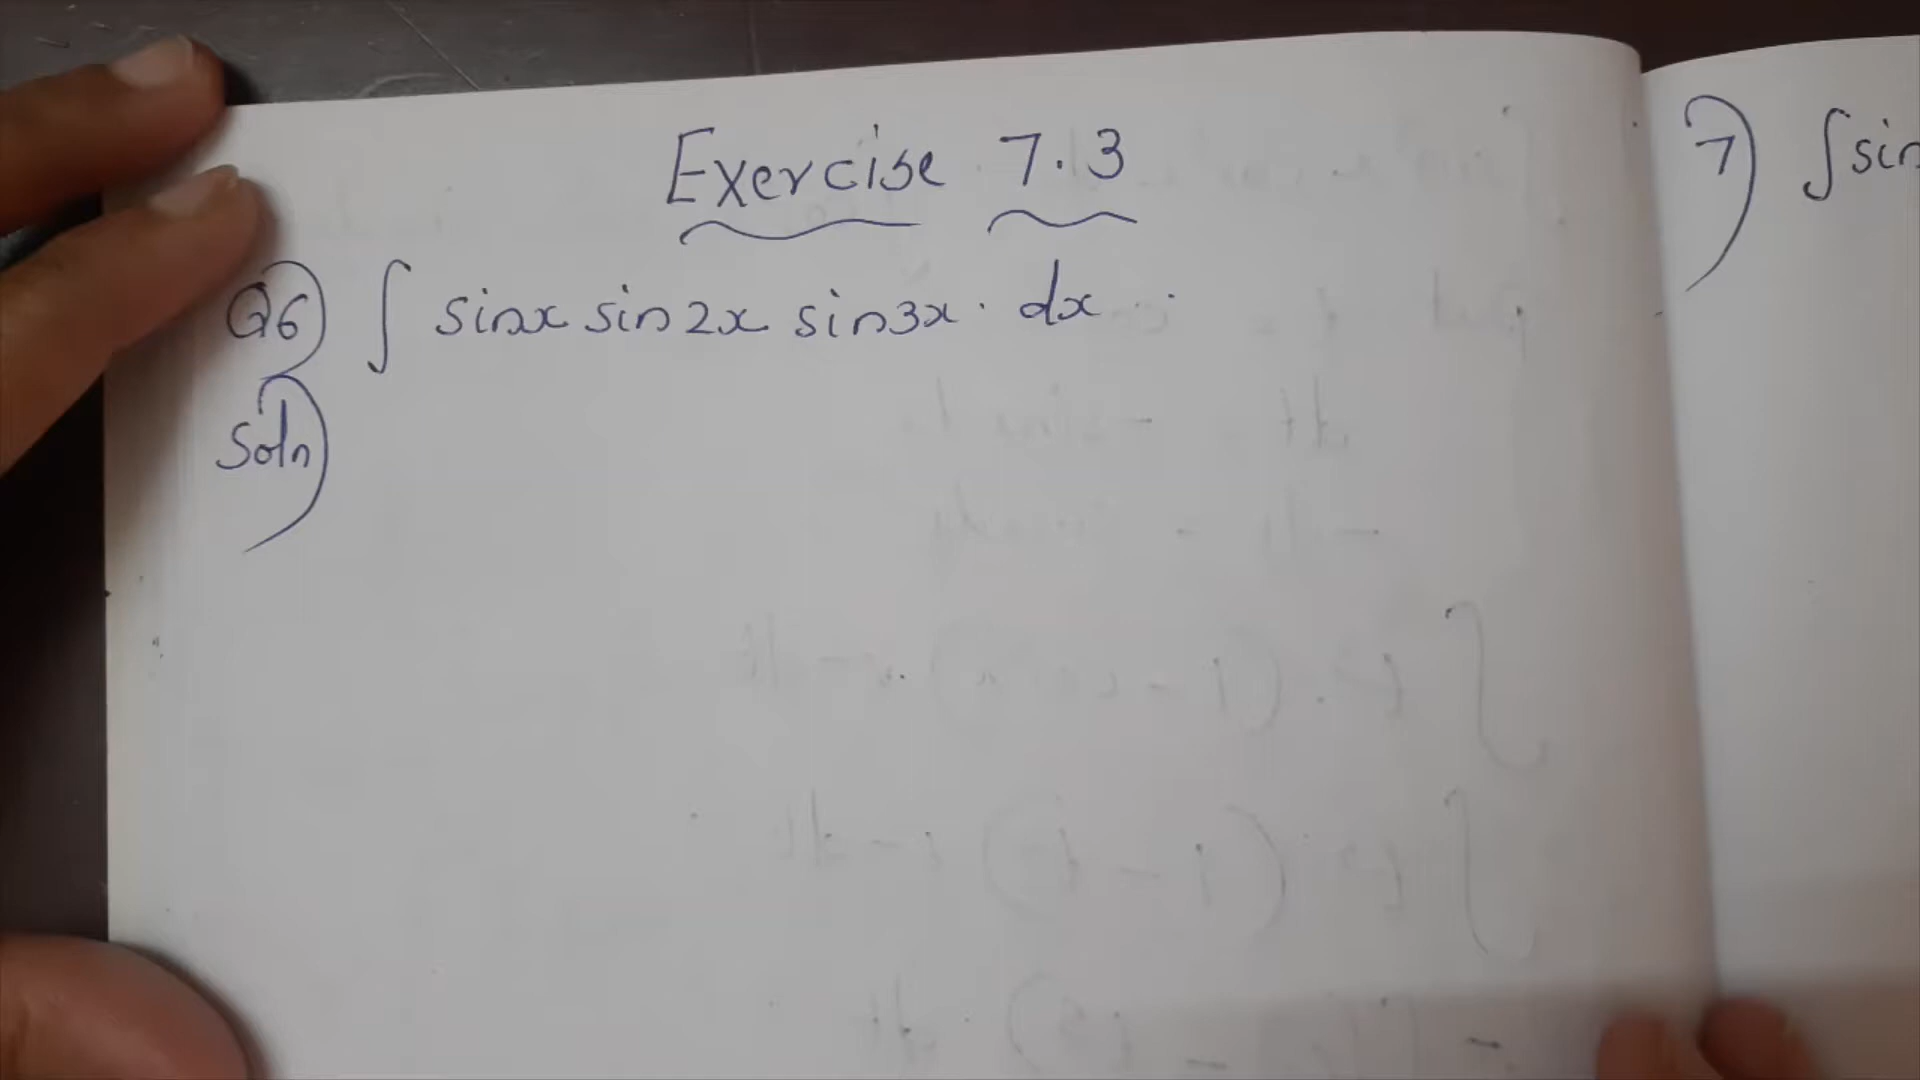 Exercise 7.3
Q6) ∫ sinx sin2x sin3x . dx .
Soln)
7) ∫ sin